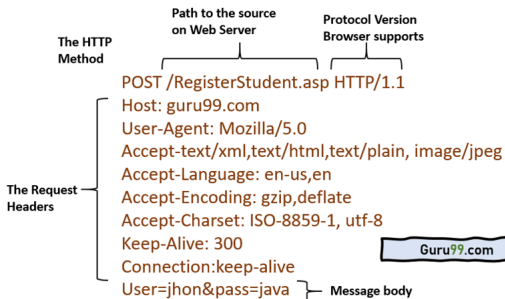 Path to the source
on Web Server
Protocol Version
Browser supports
The HTTP
Method
POST /RegisterStudent.asp HTTP/1.1
Host: guru99.com
User-Agent: Mozilla/5.0
Accept-text/xml,text/html,text/plain, image/jpeg
Accept-Language: en-us,en
Accept-Encoding: gzip,deflate
Accept-Charset: ISO-8859-1, utf-8
Keep-Alive: 300
Connection:keep-alive
User=jhon&pass=java
The Request
Headers
Guru99.com
Message body